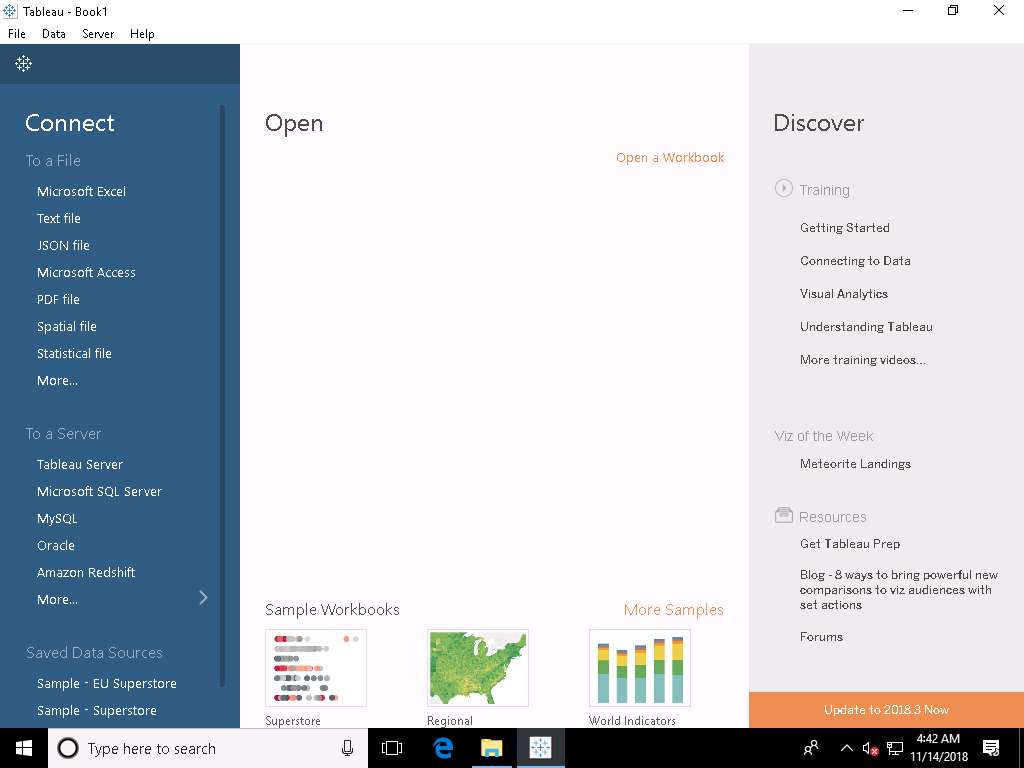 Tableau - Book1
File Data Server Help
Connect
To a File
Microsoft Excel
Text file
JSON file
Microsoft Access
PDF file
Spatial file
Statistical file
More...
To a Server
Tableau Server
Microsoft SQL Server
MySQL
Oracle
Amazon Redshift
More...
Saved Data Sources
Sample - EU Superstore
Sample - Superstore
Open
Open a Workbook
Sample Workbooks
More Samples
Superstore
Regional
World Indicators
Discover
Training
Getting Started
Connecting to Data
Visual Analytics
Understanding Tableau
More training videos...
Viz of the Week
Meteorite Landings
Resources
Get Tableau Prep
Blog - 8 ways to bring powerful new
comparisons to viz audiences with
set actions
Forums
Update to 2018.3 Now
Type here to search
4:42 AM
11/14/2018